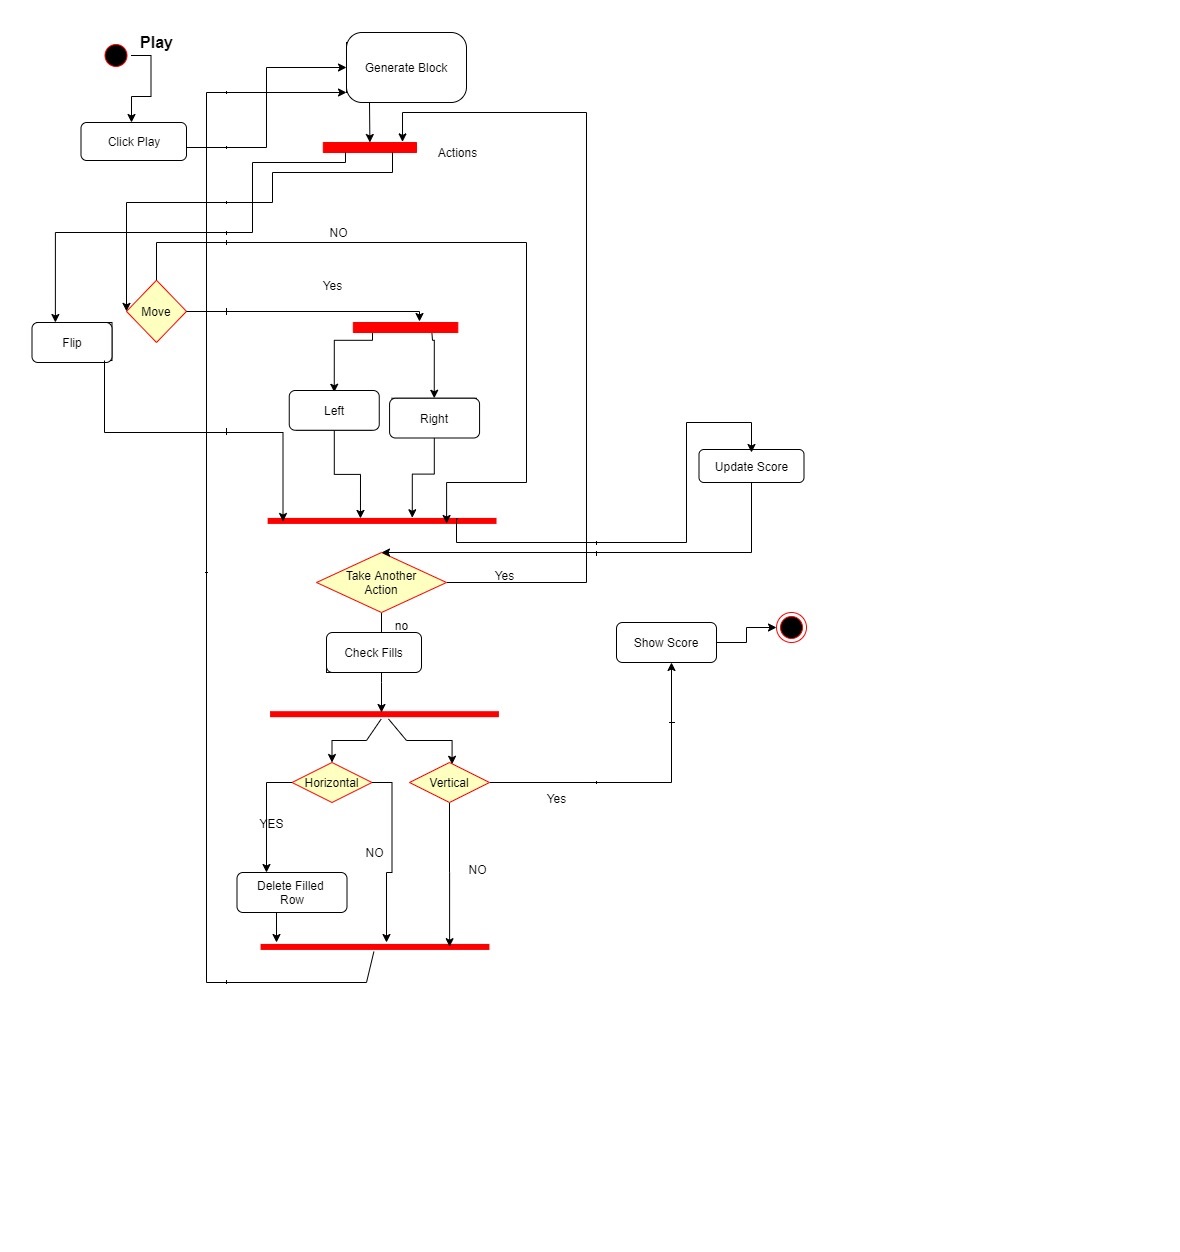 Play
Generate Block
Click Play
Actions
NO
Yes
Move
Flip
Left
Right
Update Score
Take Another
Action
Yes
no
Check Fills
Show Score
Horizontal
Vertical
Yes
YES
NO
NO
Delete Filled
Row